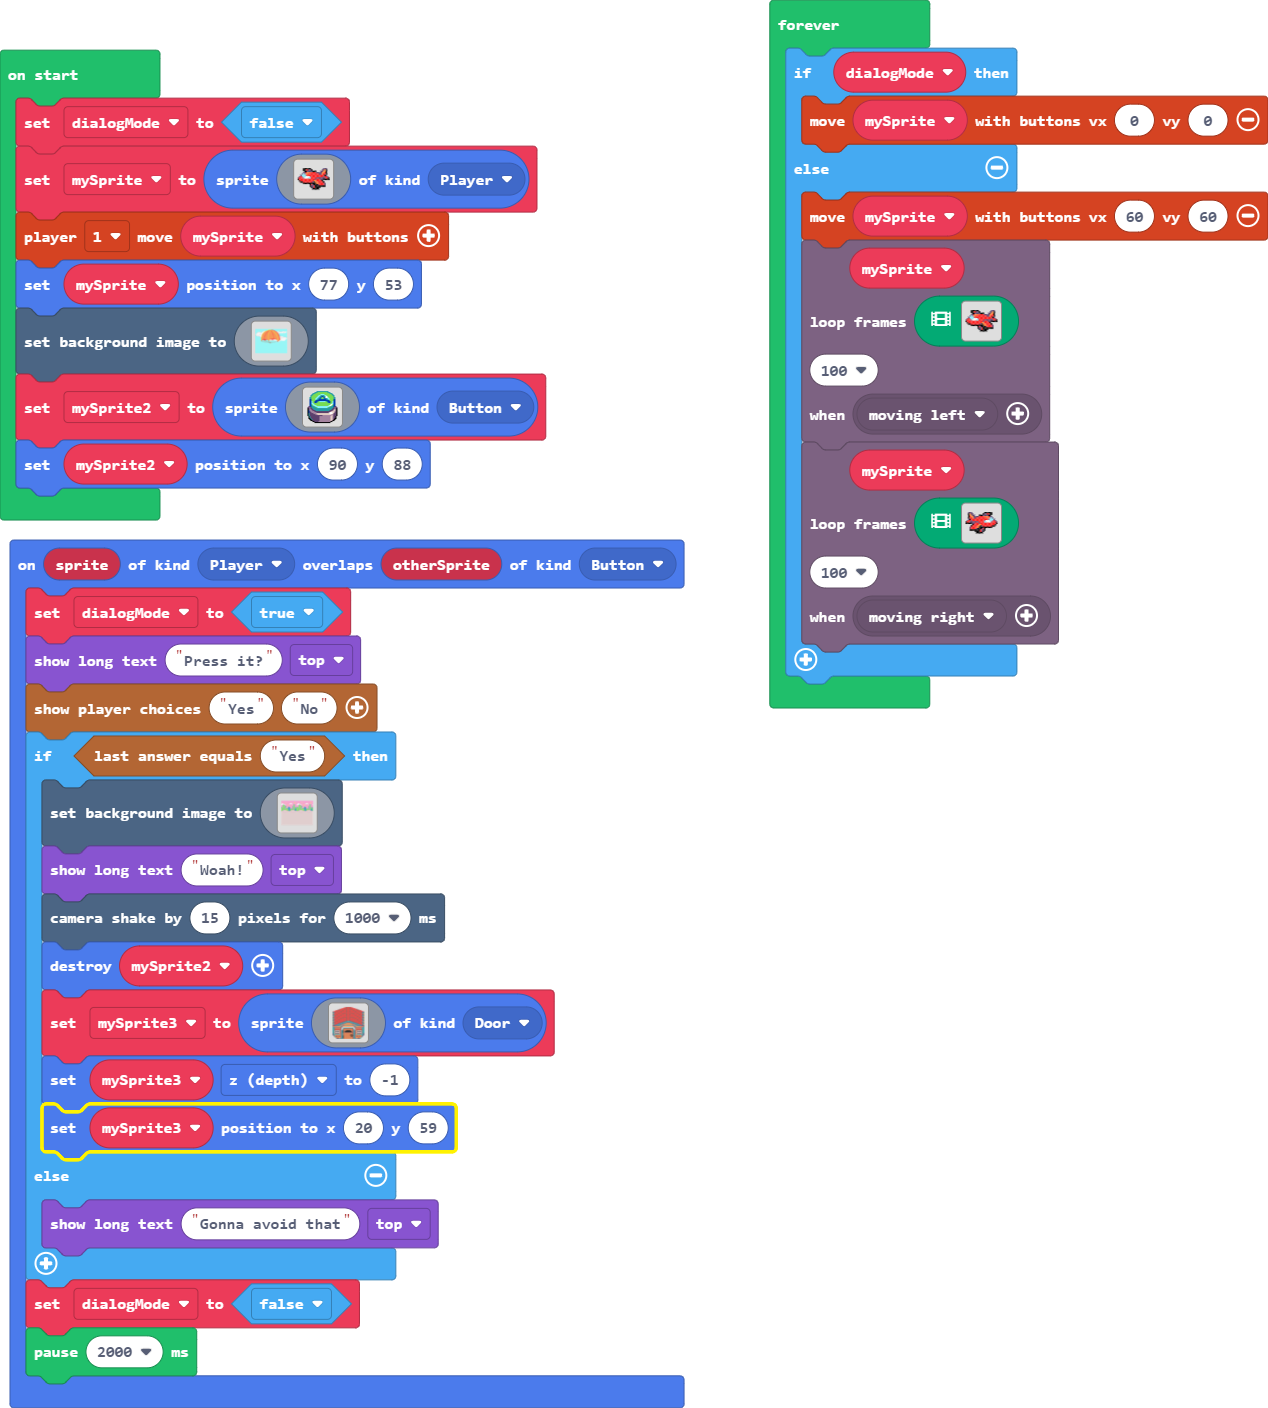 on start
set dialogMode to false
set mySprite to sprite of kind Player
player 1 move mySprite with buttons
set mySprite position to x 77 y 53
set background image to
set mySprite2 to sprite of kind Button
set mySprite2 position to x 90 y 88
on sprite of kind Player overlaps otherSprite of kind Button
set dialogMode to true
show long text "Press it?" top
show player choices "Yes" "No"
if last answer equals "Yes" then
set background image to
show long text "Woah!" top
camera shake by 15 pixels for 1000 ms
destroy mySprite2
set mySprite3 to sprite of kind Door
set mySprite3 z (depth) to -1
set mySprite3 position to x 20 y 59
else
show long text "Gonna avoid that" top
set dialogMode to false
pause 2000 ms
forever
if dialogMode then
move mySprite with buttons vx 0 vy 0
else
move mySprite with buttons vx 60 vy 60
mySprite
loop frames
100
when moving left
mySprite
loop frames
100
when moving right